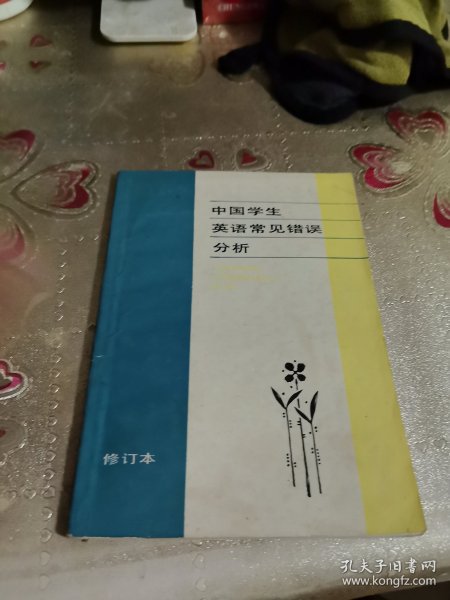 中国学生
英语常见错误
分析
修订本
孔夫子旧书网
www.kongfz.com